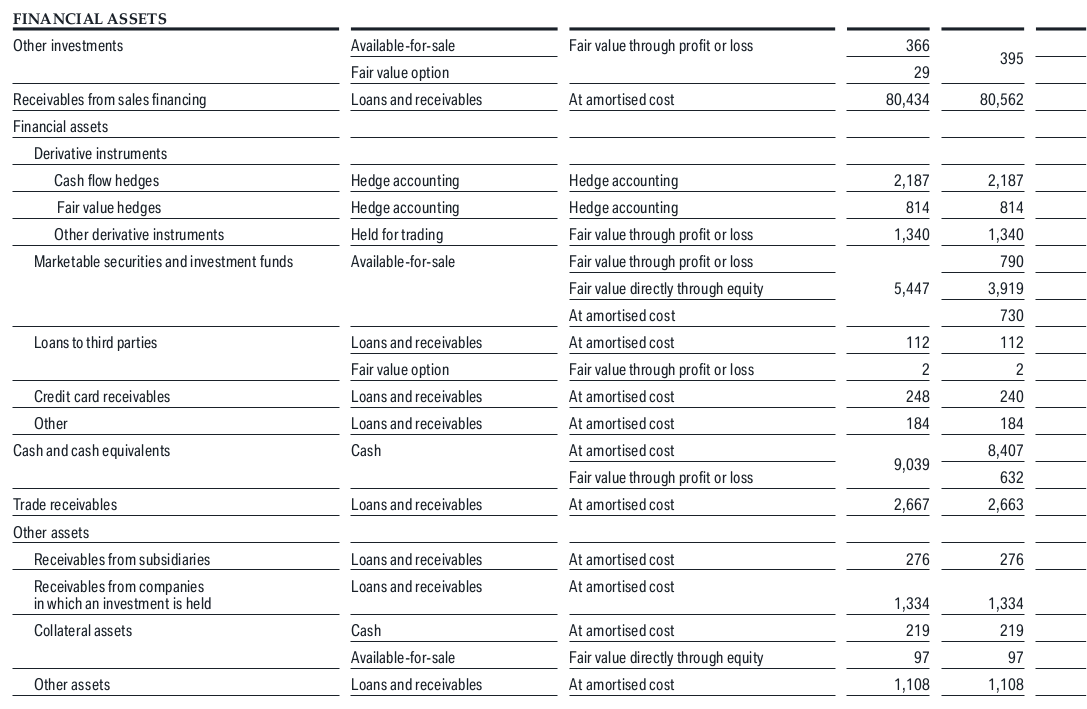 FINANCIAL ASSETS
Other investments Available-for-sale Fair value through profit or loss 366 395
Fair value option 29
Receivables from sales financing Loans and receivables At amortised cost 80,434 80,562
Financial assets
Derivative instruments
Cash flow hedges Hedge accounting Hedge accounting 2,187 2,187
Fair value hedges Hedge accounting Hedge accounting 814 814
Other derivative instruments Held for trading Fair value through profit or loss 1,340 1,340
Marketable securities and investment funds Available-for-sale Fair value through profit or loss 790
Fair value directly through equity 5,447 3,919
At amortised cost 730
Loans to third parties Loans and receivables At amortised cost 112 112
Fair value option Fair value through profit or loss 2 2
Credit card receivables Loans and receivables At amortised cost 248 240
Other Loans and receivables At amortised cost 184 184
Cash and cash equivalents Cash At amortised cost 9,039 8,407
Fair value through profit or loss 632
Trade receivables Loans and receivables At amortised cost 2,667 2,663
Other assets
Receivables from subsidiaries Loans and receivables At amortised cost 276 276
Receivables from companies Loans and receivables At amortised cost
in which an investment is held 1,334 1,334
Collateral assets Cash At amortised cost 219 219
Available-for-sale Fair value directly through equity 97 97
Other assets Loans and receivables At amortised cost 1,108 1,108